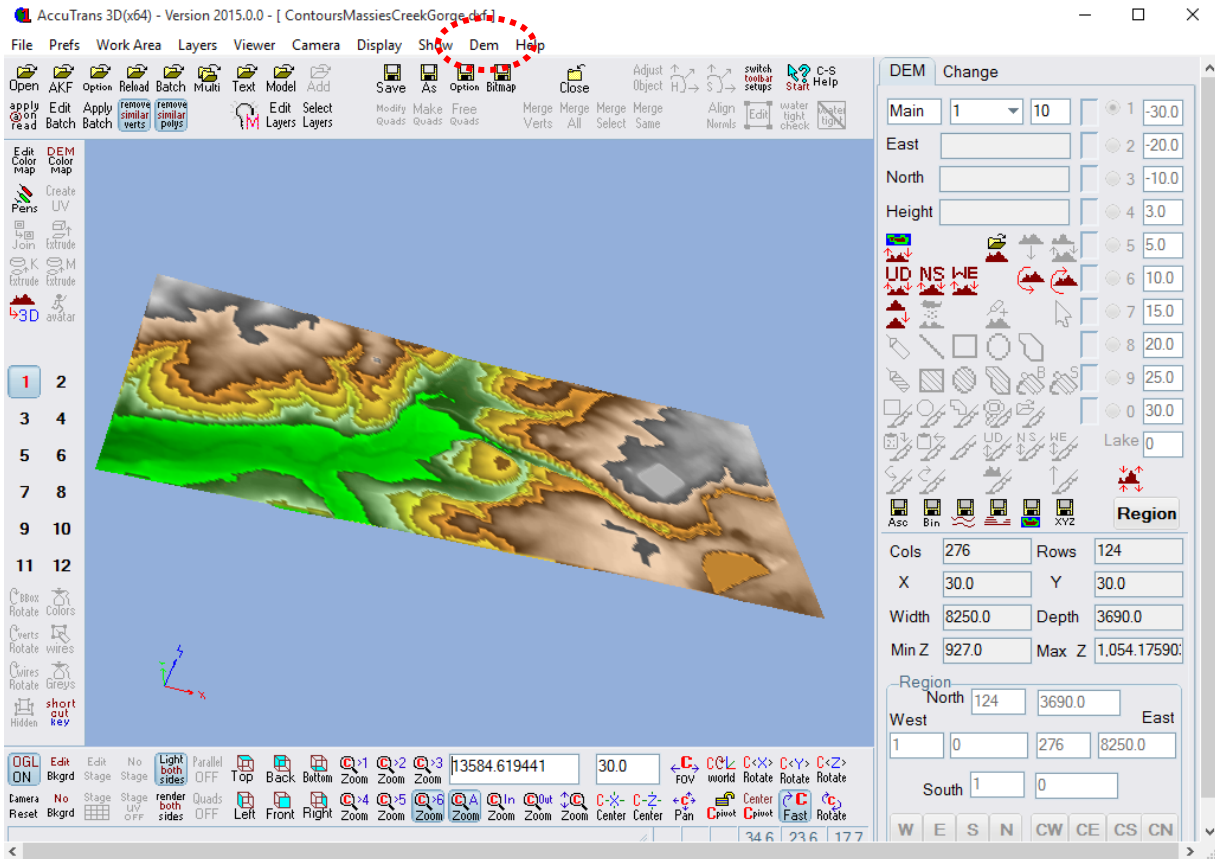 AccuTrans 3D(x64) - Version 2015.0.0 - [ ContoursMassiesCreekGorge.dxf ]
File Prefs Work Area Layers Viewer Camera Display Show Dem Help
Open AKF Option Reload Batch Multi Text Model Add Save As Option Bitmap Close Adjust Object H switch toolbar setups Start C-S Help
apply @on read Edit Batch Apply Batch remove similar verts remove similar polys M Edit Layers Select Layers Modify Quads Make Quads Free Quads Merge Verts Merge All Merge Select Merge Same Align Normls Edit water tight check water tight
Edit Color Map DEM Color Map
Pens Create UV
Join Extrude
K Extrude M Extrude
3D avatar
1 2
3 4
5 6
7 8
9 10
11 12
BBox Rotate Colors
verts Rotate wires
wires Rotate Greys
Hidden short cut key
Z
Y
X
DEM Change
Main 1 10 1 -30.0
East 2 -20.0
North 3 -10.0
Height 4 3.0
5 5.0
UD NS WE 6 10.0
7 15.0
8 20.0
B S 9 25.0
0 30.0
UD NS WE Lake 0
Asc Bin XYZ Region
Cols 276 Rows 124
X 30.0 Y 30.0
Width 8250.0 Depth 3690.0
Min Z 927.0 Max Z 1,054.17590
Region
North 124 3690.0
West East
1 0 276 8250.0
South 1 0
W E S N CW CE CS CN
OGL ON Edit Bkgrd Edit Stage No Stage Light both sides Parallel OFF Top Back Bottom >1 Zoom >2 Zoom >3 Zoom 13584.619441 30.0 C FOV world C<X> Rotate C<Y> Rotate C<Z> Rotate
Camera Reset No Bkgrd Stage Stage UV OFF render both sides Quads OFF Left Front Right >4 Zoom >5 Zoom >6 Zoom A Zoom In Zoom Out Zoom Zoom C-X- Center C-Z- Center C Pan Cpivot Center Cpivot C Fast Rotate
34.6 23.6 17.7